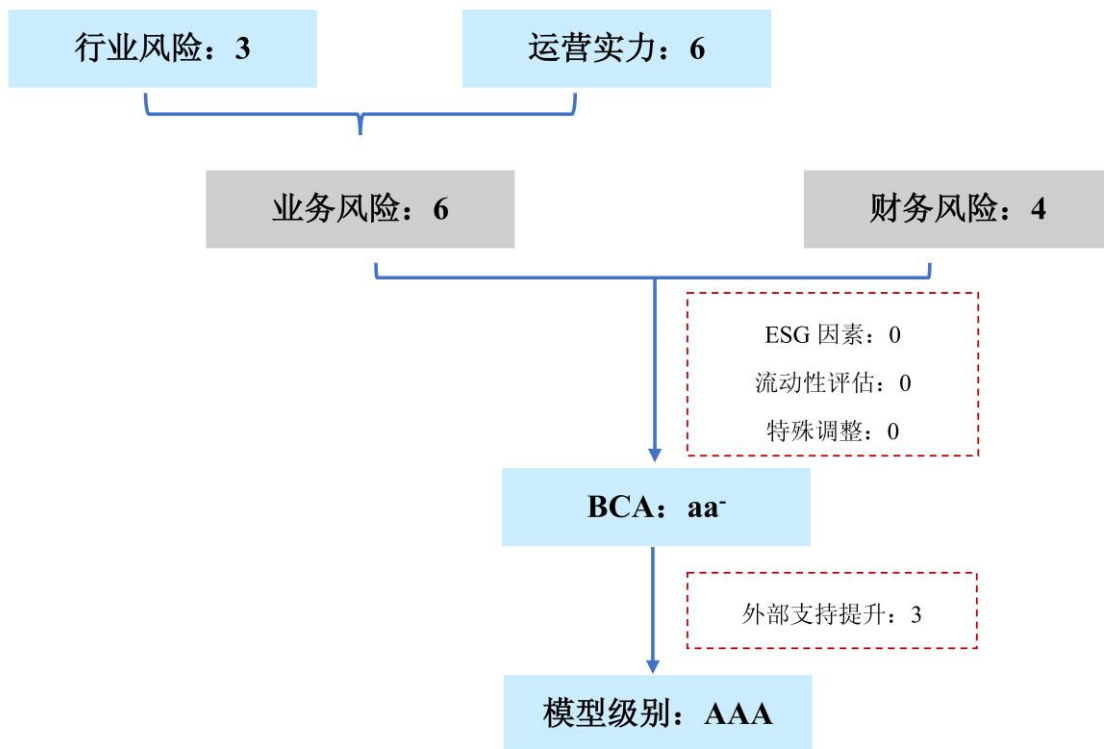 行业风险：3
运营实力：6
业务风险：6
财务风险：4
ESG 因素：0
流动性评估：0
特殊调整：0
BCA：aa⁻
外部支持提升：3
模型级别：AAA